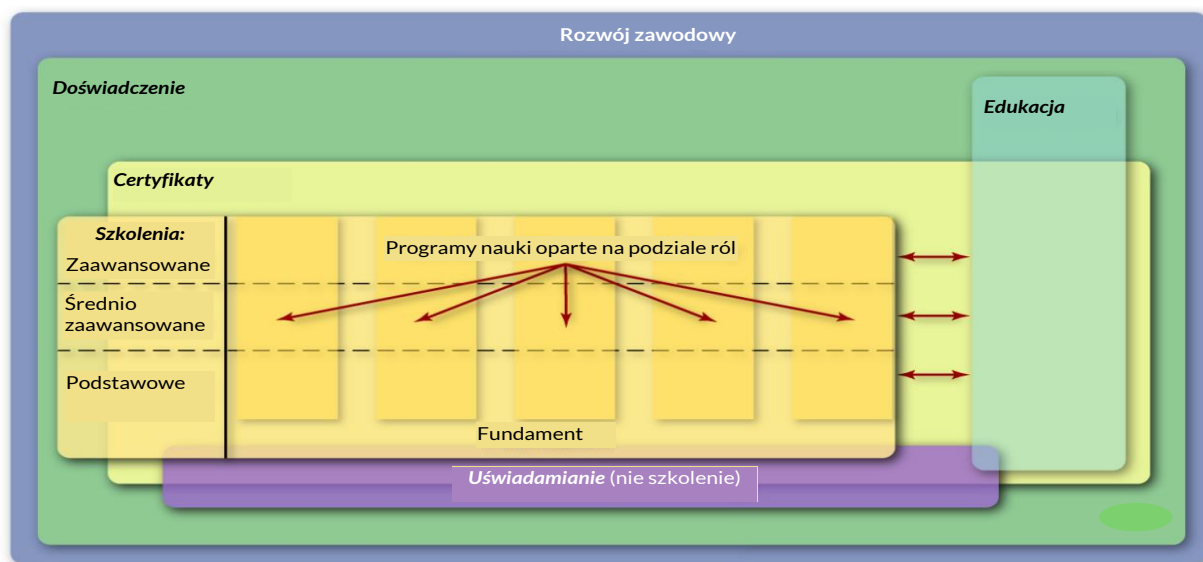 Rozwój zawodowy
Doświadczenie
Edukacja
Certyfikaty
Szkolenia:
Zaawansowane
Programy nauki oparte na podziale ról
Średnio
zaawansowane
Podstawowe
Fundament
Uświadamianie (nie szkolenie)